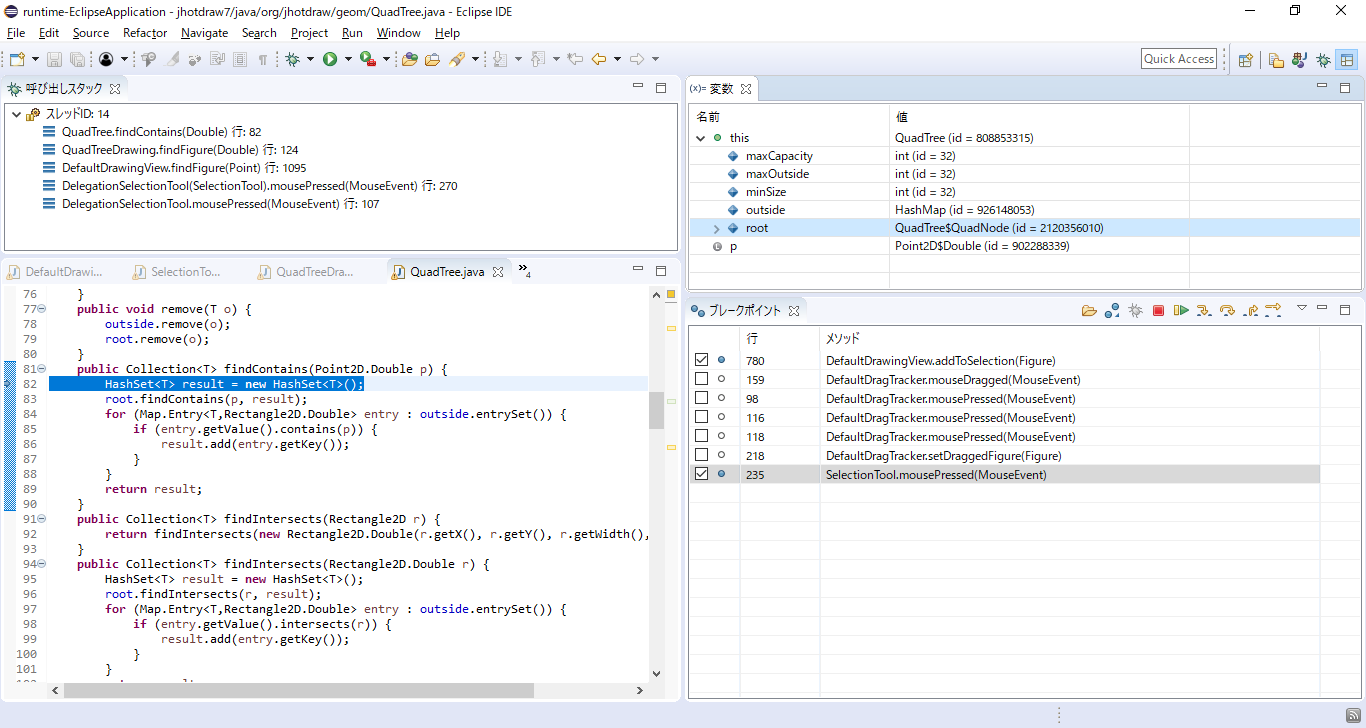 runtime-EclipseApplication - jhotdraw7/java/org/jhotdraw/geom/QuadTree.java - Eclipse IDE
File Edit Source Refactor Navigate Search Project Run Window Help
Quick Access
呼び出しスタック
スレッドID: 14
QuadTree.findContains(Double) 行: 82
QuadTreeDrawing.findFigure(Double) 行: 124
DefaultDrawingView.findFigure(Point) 行: 1095
DelegationSelectionTool(SelectionTool).mousePressed(MouseEvent) 行: 270
DelegationSelectionTool.mousePressed(MouseEvent) 行: 107
DefaultDrawi... SelectionTo... QuadTreeDra... QuadTree.java »4
76 }
77 public void remove(T o) {
78 outside.remove(o);
79 root.remove(o);
80 }
81 public Collection<T> findContains(Point2D.Double p) {
82 HashSet<T> result = new HashSet<T>();
83 root.findContains(p, result);
84 for (Map.Entry<T,Rectangle2D.Double> entry : outside.entrySet()) {
85 if (entry.getValue().contains(p)) {
86 result.add(entry.getKey());
87 }
88 }
89 return result;
90 }
91 public Collection<T> findIntersects(Rectangle2D r) {
92 return findIntersects(new Rectangle2D.Double(r.getX(), r.getY(), r.getWidth(),
93 }
94 public Collection<T> findIntersects(Rectangle2D.Double r) {
95 HashSet<T> result = new HashSet<T>();
96 root.findIntersects(r, result);
97 for (Map.Entry<T,Rectangle2D.Double> entry : outside.entrySet()) {
98 if (entry.getValue().intersects(r)) {
99 result.add(entry.getKey());
100 }
101 }
(x)= 変数
名前 値
this QuadTree (id = 808853315)
maxCapacity int (id = 32)
maxOutside int (id = 32)
minSize int (id = 32)
outside HashMap (id = 926148053)
root QuadTree$QuadNode (id = 2120356010)
p Point2D$Double (id = 902288339)
ブレークポイント
行 メソッド
780 DefaultDrawingView.addToSelection(Figure)
159 DefaultDragTracker.mouseDragged(MouseEvent)
98 DefaultDragTracker.mousePressed(MouseEvent)
116 DefaultDragTracker.mousePressed(MouseEvent)
118 DefaultDragTracker.mousePressed(MouseEvent)
218 DefaultDragTracker.setDraggedFigure(Figure)
235 SelectionTool.mousePressed(MouseEvent)